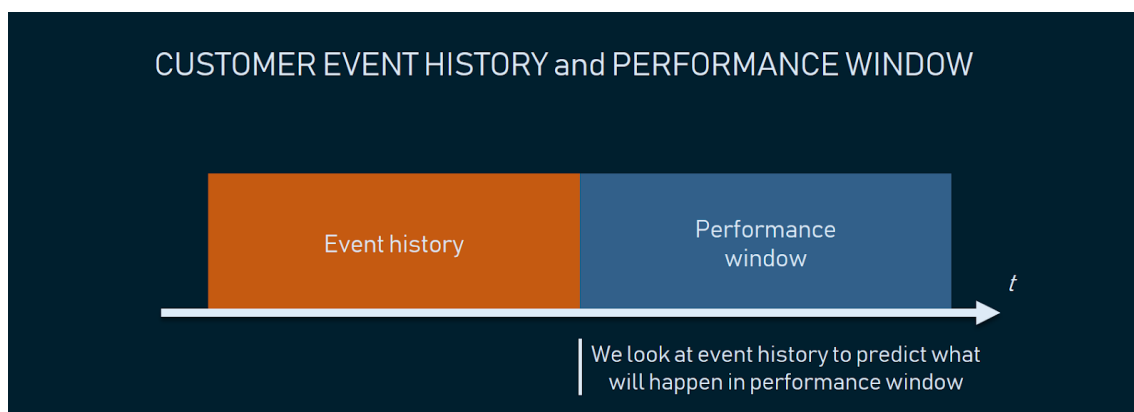 CUSTOMER EVENT HISTORY and PERFORMANCE WINDOW
Event history
Performance
window
t
We look at event history to predict what
will happen in performance window